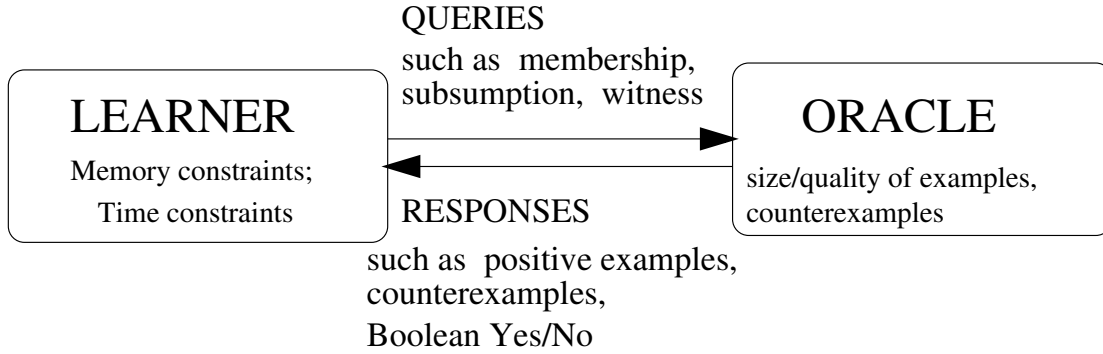 QUERIES
such as membership,
subsumption, witness
LEARNER
Memory constraints;
Time constraints
ORACLE
size/quality of examples,
counterexamples
RESPONSES
such as positive examples,
counterexamples,
Boolean Yes/No